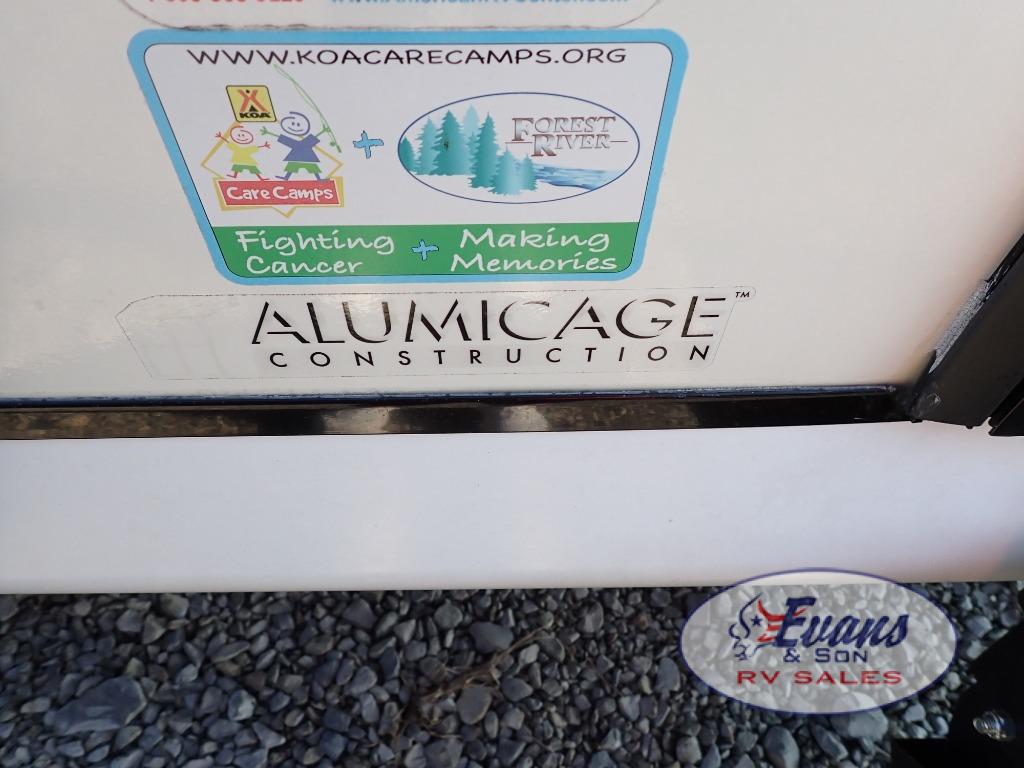 WWW.KOACARECAMPS.ORG
KOA
Care Camps
+
FOREST
RIVER
Fighting
Cancer
+
Making
Memories
ALUMICAGE™
CONSTRUCTION
Evans
& SON
RV SALES